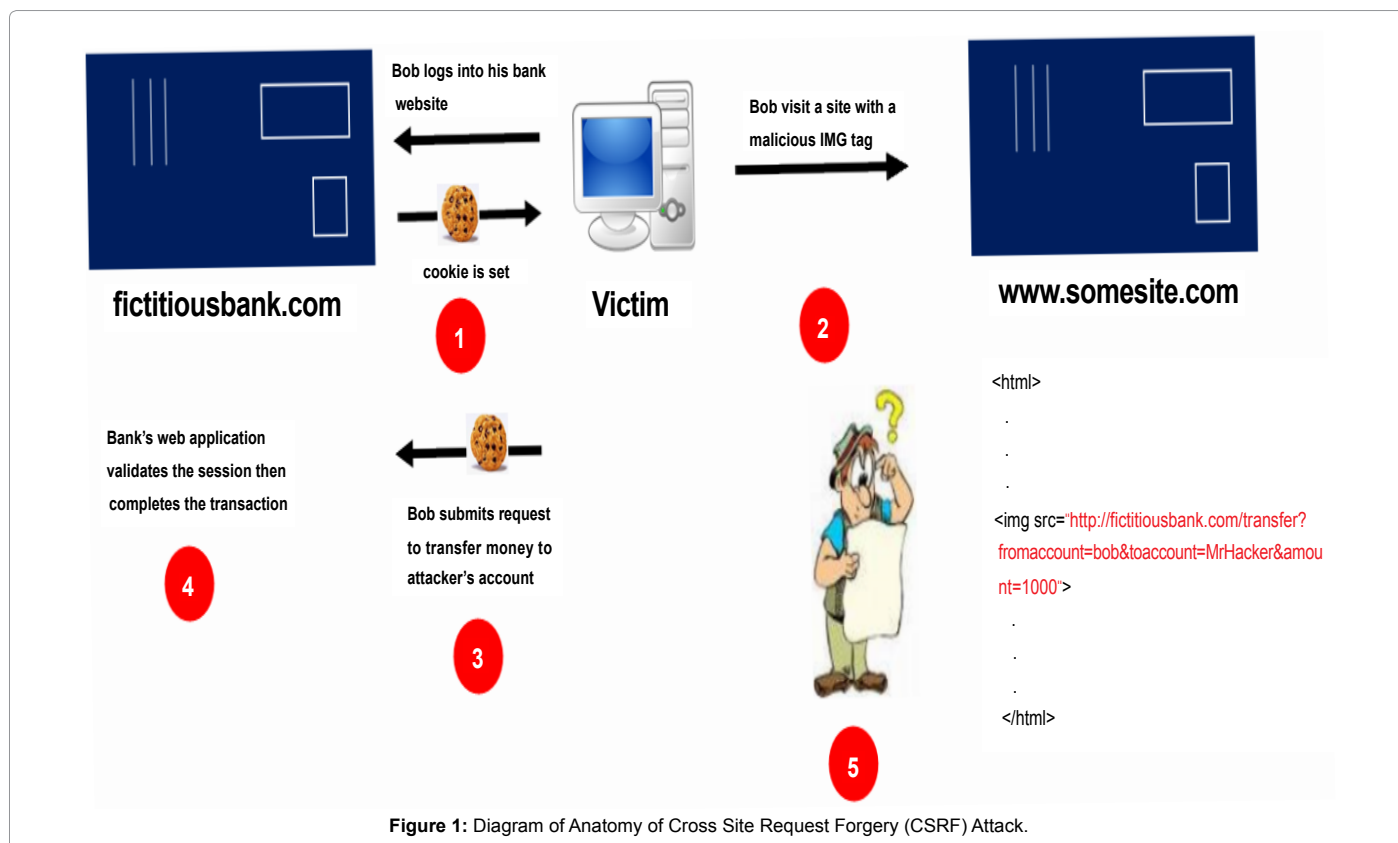 Bob logs into his bank
website
cookie is set
fictitiousbank.com
1
Victim
Bob visit a site with a
malicious IMG tag
2
www.somesite.com
<html>
.
.
.
<img src="http://fictitiousbank.com/transfer?
fromaccount=bob&toaccount=MrHacker&amou
nt=1000">
.
.
.
</html>
Bob submits request
to transfer money to
attacker's account
3
Bank's web application
validates the session then
completes the transaction
4
?
5
Figure 1: Diagram of Anatomy of Cross Site Request Forgery (CSRF) Attack.